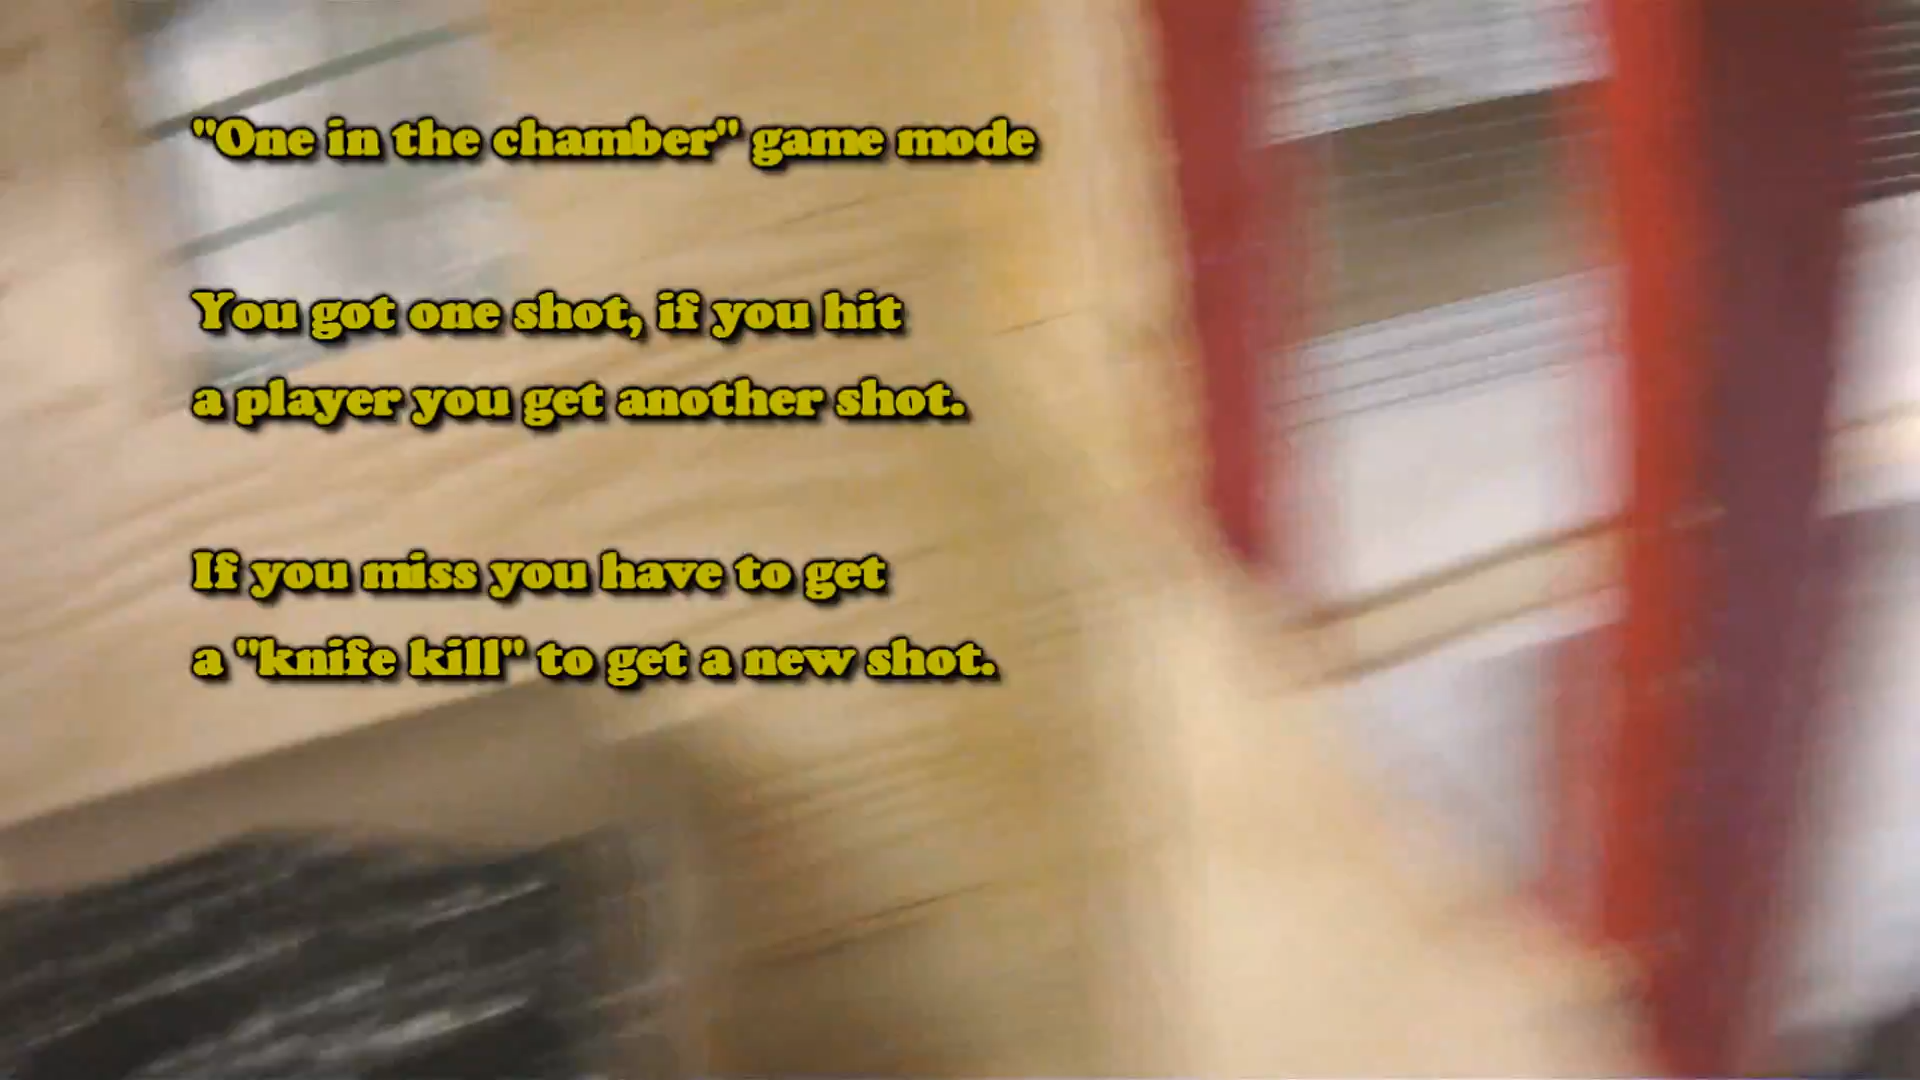 "One in the chamber" game mode
You got one shot, if you hit
a player you get another shot.
If you miss you have to get
a "knife kill" to get a new shot.